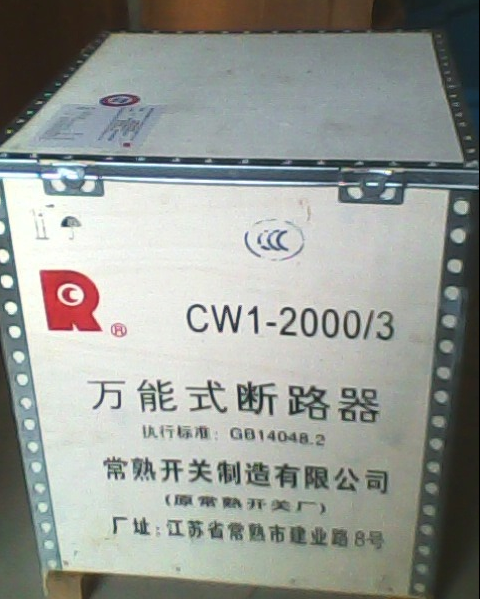 CCC
R
CW1-2000/3
万能式断路器
执行标准：GB14048.2
常熟开关制造有限公司
(原常熟开关厂)
厂址：江苏省常熟市建业路8号